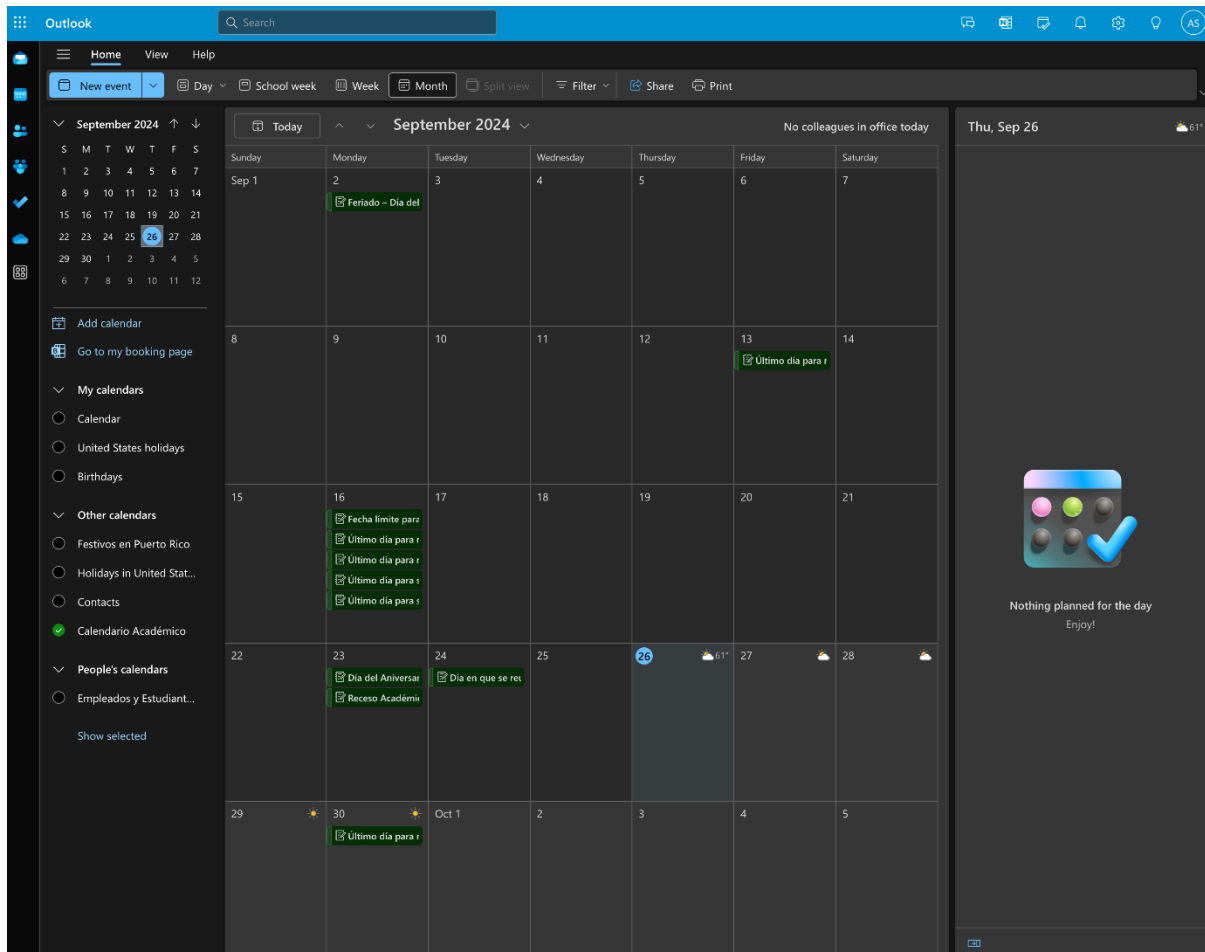 Outlook
Search
AS
Home View Help
New event Day School week Week Month Split view Filter Share Print
September 2024
S M T W T F S
1 2 3 4 5 6 7
8 9 10 11 12 13 14
15 16 17 18 19 20 21
22 23 24 25 26 27 28
29 30 1 2 3 4 5
6 7 8 9 10 11 12
Add calendar
Go to my booking page
My calendars
Calendar
United States holidays
Birthdays
Other calendars
Festivos en Puerto Rico
Holidays in United Stat...
Contacts
Calendario Académico
People's calendars
Empleados y Estudiant...
Show selected
Today September 2024 No colleagues in office today
Sunday Monday Tuesday Wednesday Thursday Friday Saturday
Sep 1 2 3 4 5 6 7
Feriado – Día del
8 9 10 11 12 13 14
Último día para r
15 16 17 18 19 20 21
Fecha límite para
Último día para r
Último día para r
Último día para s
Último día para s
22 23 24 25 26 61° 27 28
Día del Aniversar Día en que se reu
Receso Académic
29 30 Oct 1 2 3 4 5
Último día para r
Thu, Sep 26 61°
Nothing planned for the day
Enjoy!